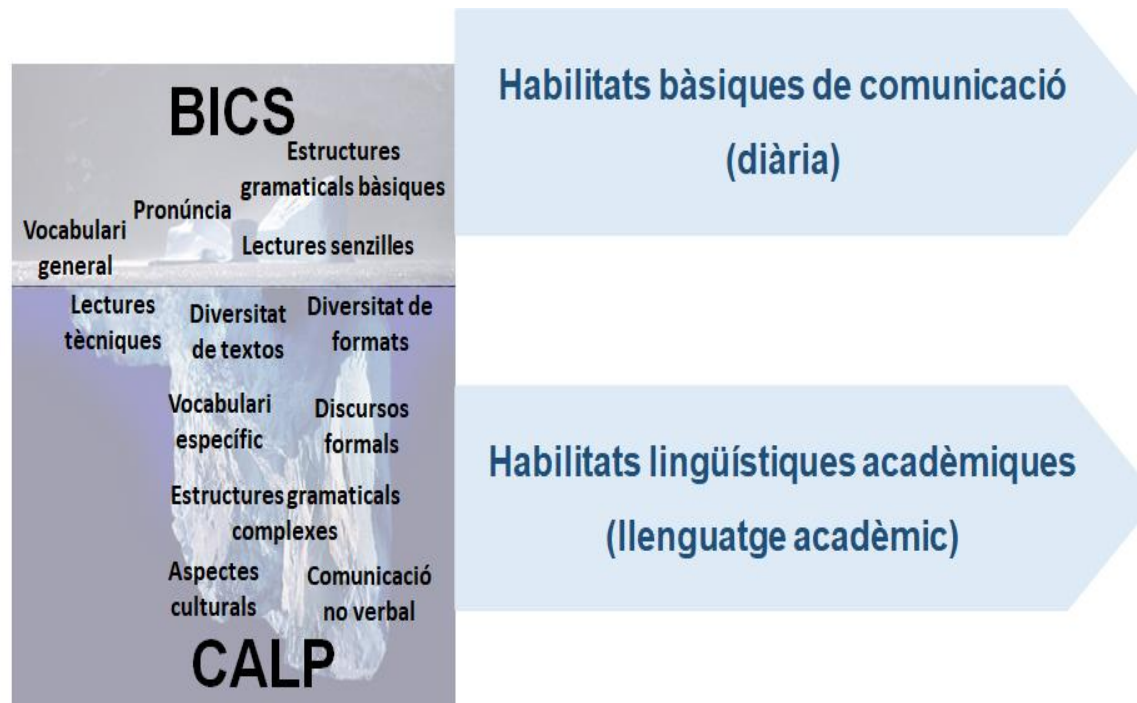 BICS
Estructures
gramaticals bàsiques
Pronúncia
Vocabulari
general
Lectures senzilles
Lectures
tècniques
Diversitat
de textos
Diversitat de
formats
Vocabulari
específic
Discursos
formals
Estructures gramaticals
complexes
Aspectes
culturals
Comunicació
no verbal
CALP
Habilitats bàsiques de comunicació
(diària)
Habilitats lingüístiques acadèmiques
(llenguatge acadèmic)